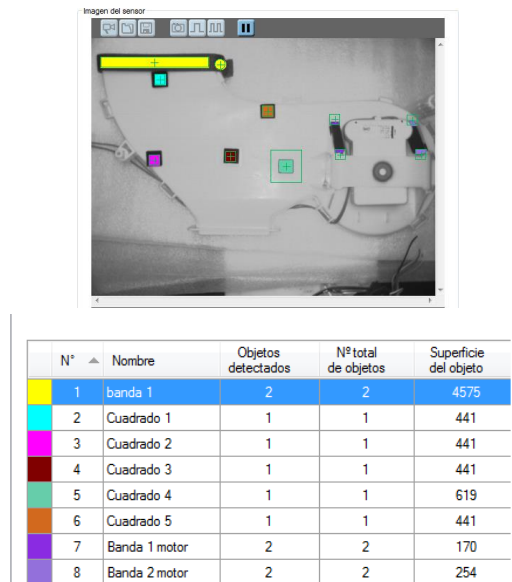 Imagen del sensor
N° Nombre Objetos detectados Nº total de objetos Superficie del objeto
1 banda 1 2 2 4575
2 Cuadrado 1 1 1 441
3 Cuadrado 2 1 1 441
4 Cuadrado 3 1 1 441
5 Cuadrado 4 1 1 619
6 Cuadrado 5 1 1 441
7 Banda 1 motor 2 2 170
8 Banda 2 motor 2 2 254